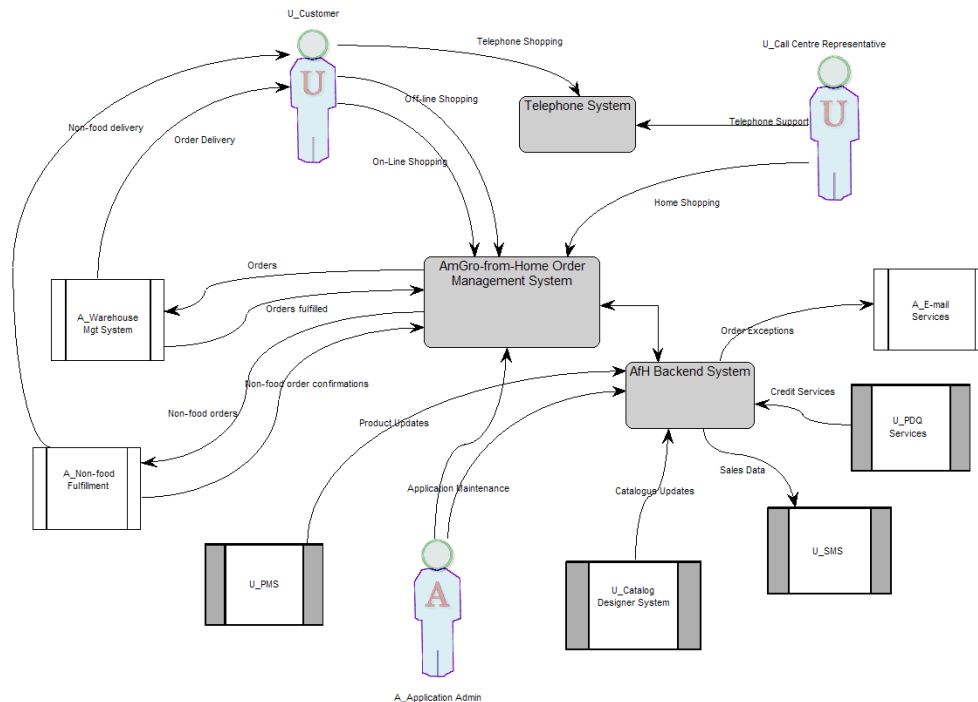 U_Customer
Telephone Shopping
U_Call Centre Representative
U
U
Telephone System
Off-line Shopping
Non-food delivery
Telephone Support
Order Delivery
On-Line Shopping
Home Shopping
AmGro-from-Home Order
Management System
Orders
A_Warehouse
Mgt System
Orders fulfilled
A_E-mail
Services
Order Exceptions
AfH Backend System
Non-food order confirmations
Credit Services
Non-food orders
Product Updates
U_PDQ
Services
A_Non-food
Fulfillment
Sales Data
Application Maintenance
Catalogue Updates
U_SMS
U_PMS
A
U_Catalog
Designer System
A_Application Admin